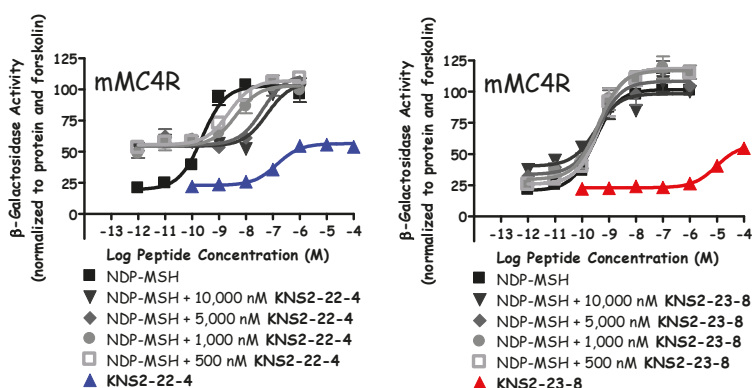 mMC4R
β-Galactosidase Activity
(normalized to protein and forskolin)
125
100
75
50
25
0
-13 -12 -11 -10 -9 -8 -7 -6 -5 -4
Log Peptide Concentration (M)
NDP-MSH
NDP-MSH + 10,000 nM KNS2-22-4
NDP-MSH + 5,000 nM KNS2-22-4
NDP-MSH + 1,000 nM KNS2-22-4
NDP-MSH + 500 nM KNS2-22-4
KNS2-22-4
mMC4R
β-Galactosidase Activity
(normalized to protein and forskolin)
125
100
75
50
25
0
-13 -12 -11 -10 -9 -8 -7 -6 -5 -4
Log Peptide Concentration (M)
NDP-MSH
NDP-MSH + 10,000 nM KNS2-23-8
NDP-MSH + 5,000 nM KNS2-23-8
NDP-MSH + 1,000 nM KNS2-23-8
NDP-MSH + 500 nM KNS2-23-8
KNS2-23-8